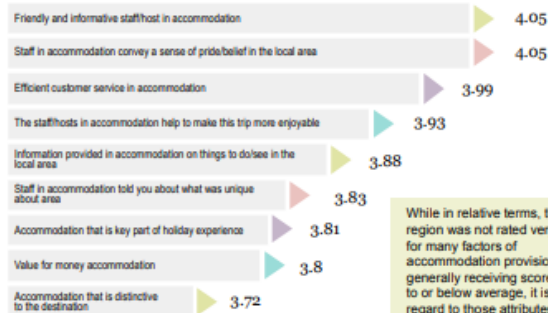 Friendly and informative staff/host in accommodation
4.05
Staff in accommodation convey a sense of pride/belief in the local area
4.05
Efficient customer service in accommodation
3.99
The staff/hosts in accommodation help to make this trip more enjoyable
3.93
Information provided in accommodation on things to do/see in the
local area
3.88
Staff in accommodation told you about what was unique
about area
3.83
Accommodation that is key part of holiday experience
3.81
Value for money accommodation
3.8
Accommodation that is distinctive
to the destination
3.72
While in relative terms,
region was not rated
for many factors of
accommodation
generally receiving
to or below average, it is
regard to those